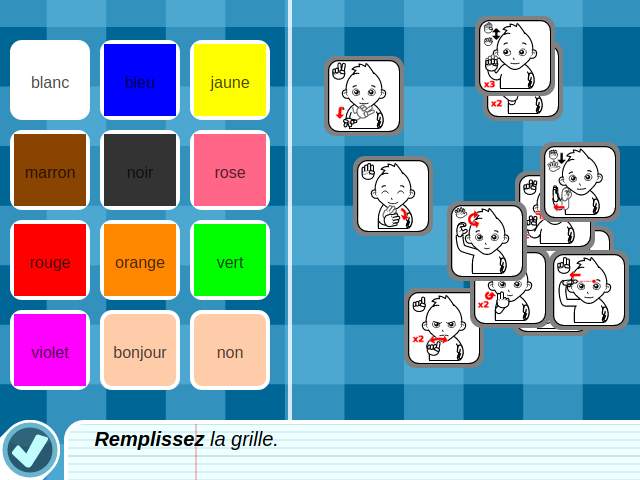 blanc
bleu
jaune
marron
noir
rose
rouge
orange
vert
violet
bonjour
non
x3
x2
x2
x2
Remplissez la grille.